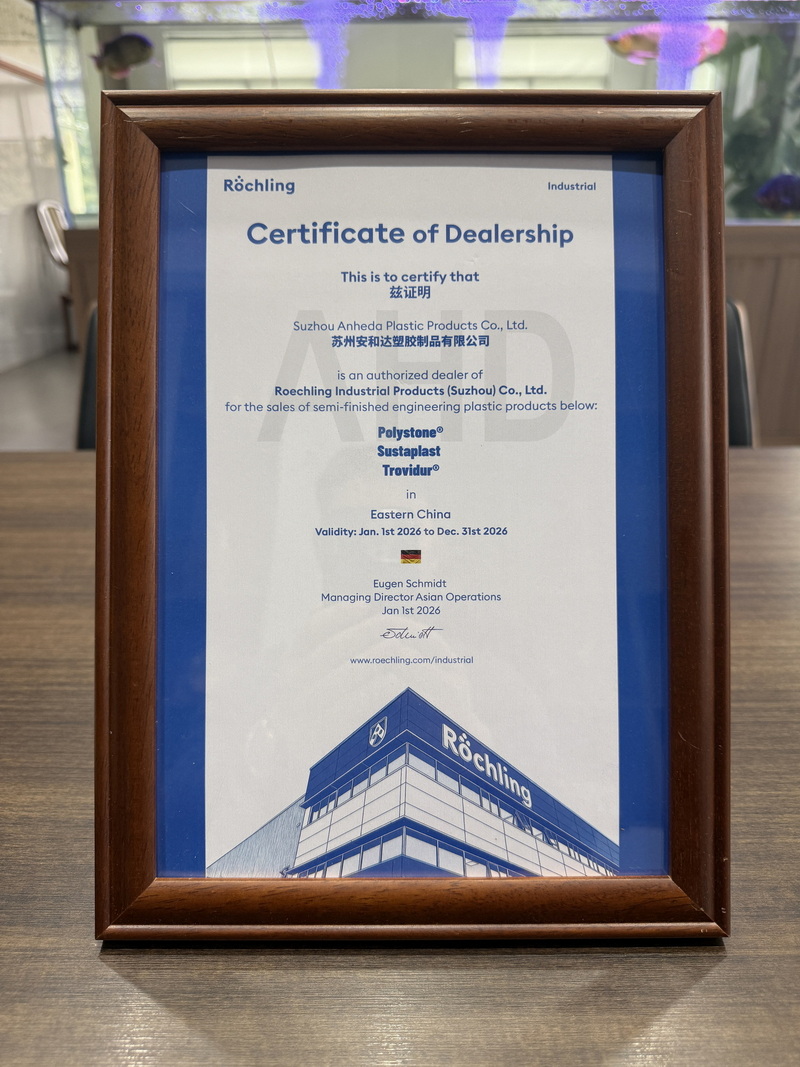 Röchling
Industrial
Certificate of Dealership
This is to certify that
兹证明
Suzhou Anheda Plastic Products Co., Ltd.
苏州安和达塑胶制品有限公司
is an authorized dealer of
Roechling Industrial Products (Suzhou) Co., Ltd.
for the sales of semi-finished engineering plastic products below:
Polystone®
Sustaplast
Trovidur®
in
Eastern China
Validity: Jan. 1st 2026 to Dec. 31st 2026
Eugen Schmidt
Managing Director Asian Operations
Jan 1st 2026
www.roechling.com/industrial
Röchling
AHD